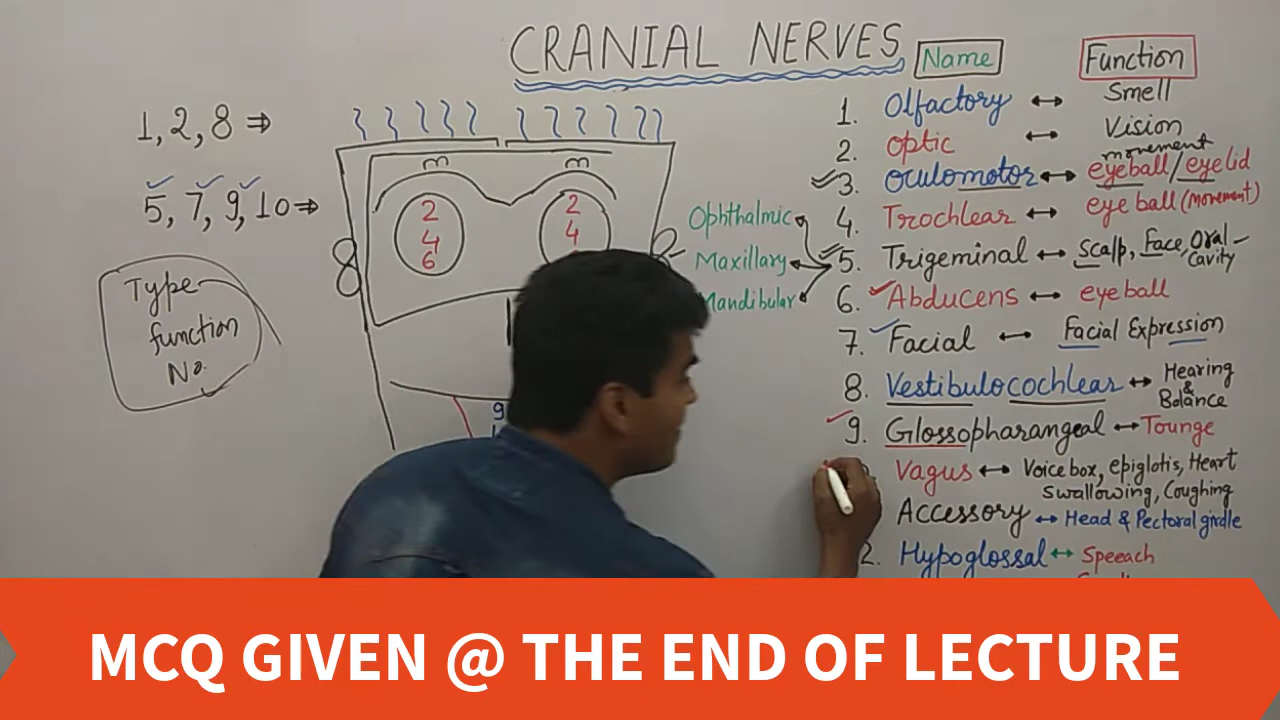 CRANIAL NERVES
Name
Function
1, 2, 8 ⇒
5, 7, 9, 10 ⇒
Type
function
No.
m
m
2
4
6
2
4
8
9
Ophthalmic
Maxillary
Mandibular
1. Olfactory ↔ Smell
2. Optic ↔ Vision
3. Oculomotor ↔ movement eyeball/eyelid
4. Trochlear ↔ eye ball (movement)
5. Trigeminal ↔ Scalp, Face, Oral Cavity
6. Abducens ↔ eyeball
7. Facial ↔ Facial Expression
8. Vestibulocochlear ↔ Hearing & Balance
9. Glossopharangeal ↔ Tounge
Vagus ↔ Voice box, epiglotis, Heart
Swallowing, Coughing
Accessory ↔ Head & Pectoral girdle
2. Hypoglossal ↔ Speeach
MCQ GIVEN @ THE END OF LECTURE